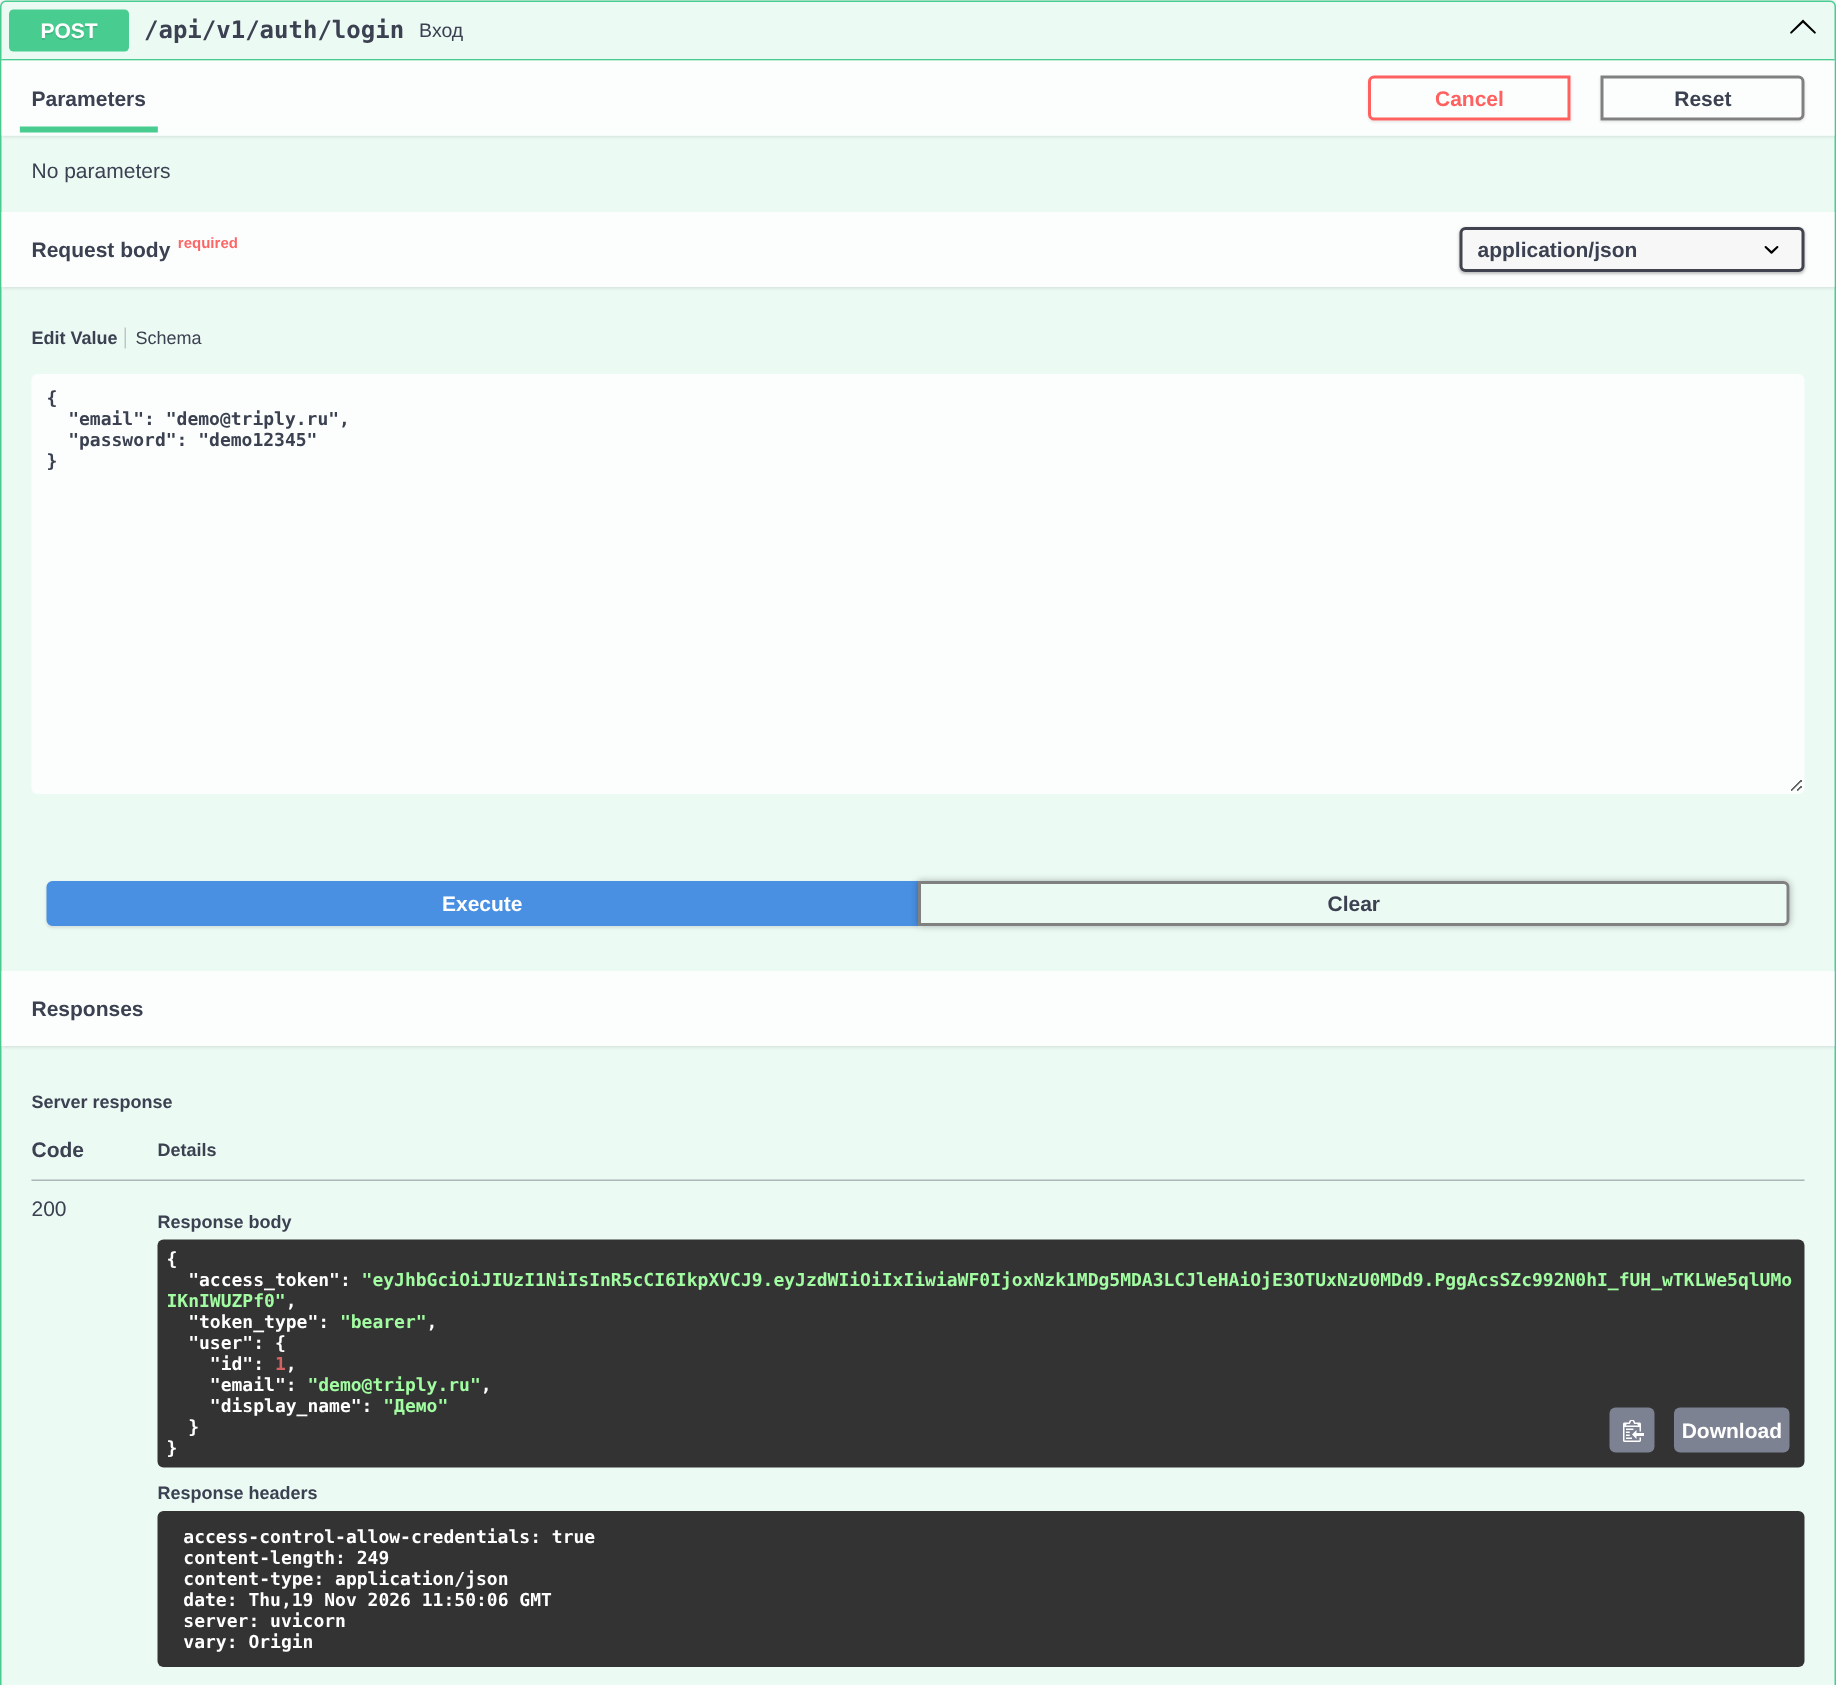 POST /api/v1/auth/login Вход
Parameters
Cancel
Reset
No parameters
Request body required
application/json
Edit Value Schema
{
  "email": "demo@triply.ru",
  "password": "demo12345"
}
Execute
Clear
Responses
Server response
Code Details
200
Response body
{
  "access_token": "eyJhbGciOiJIUzI1NiIsInR5cCI6IkpXVCJ9.eyJzdWIiOiIxIiwiaWF0IjoxNzk1MDg5MDA3LCJleHAiOjE3OTUxNzU0MDd9.PggAcsSZc992N0hI_fUH_wTKLWe5qlUMo
IKnIWUZPf0",
  "token_type": "bearer",
  "user": {
    "id": 1,
    "email": "demo@triply.ru",
    "display_name": "Демо"
  }
}
Download
Response headers
access-control-allow-credentials: true
content-length: 249
content-type: application/json
date: Thu,19 Nov 2026 11:50:06 GMT
server: uvicorn
vary: Origin